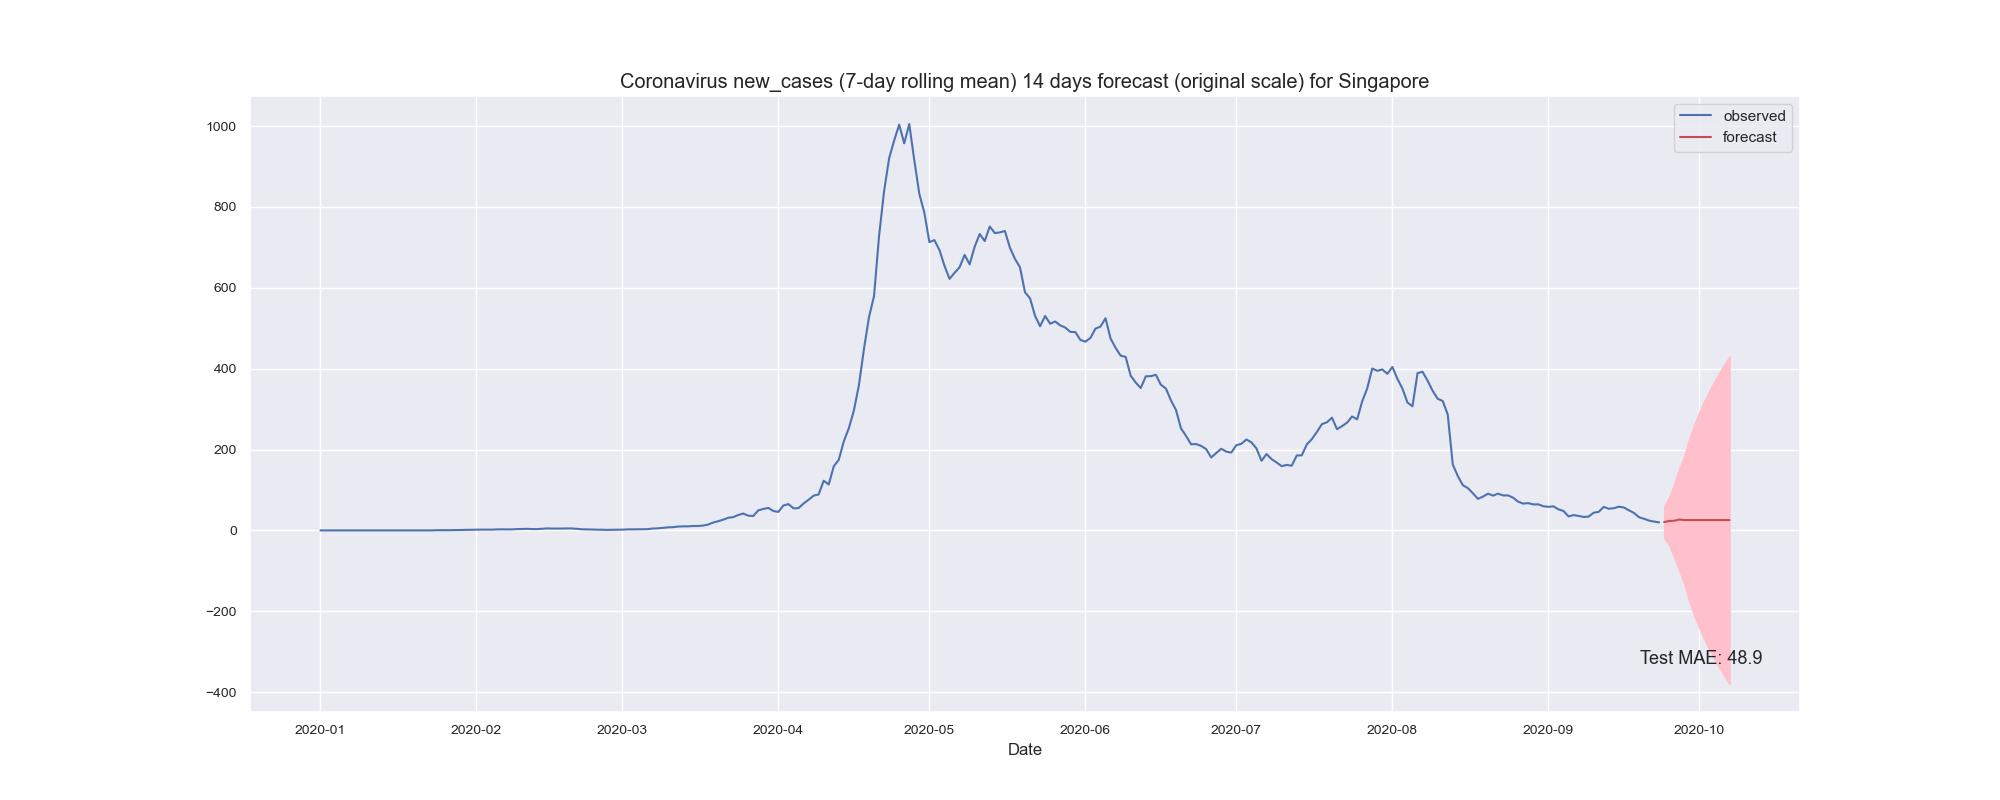 Coronavirus new_cases (7-day rolling mean) 14 days forecast (original scale) for Singapore
observed
forecast
1000
800
600
400
200
0
−200
−400
Test MAE: 48.9
2020-01 2020-02 2020-03 2020-04 2020-05 2020-06 2020-07 2020-08 2020-09 2020-10
Date